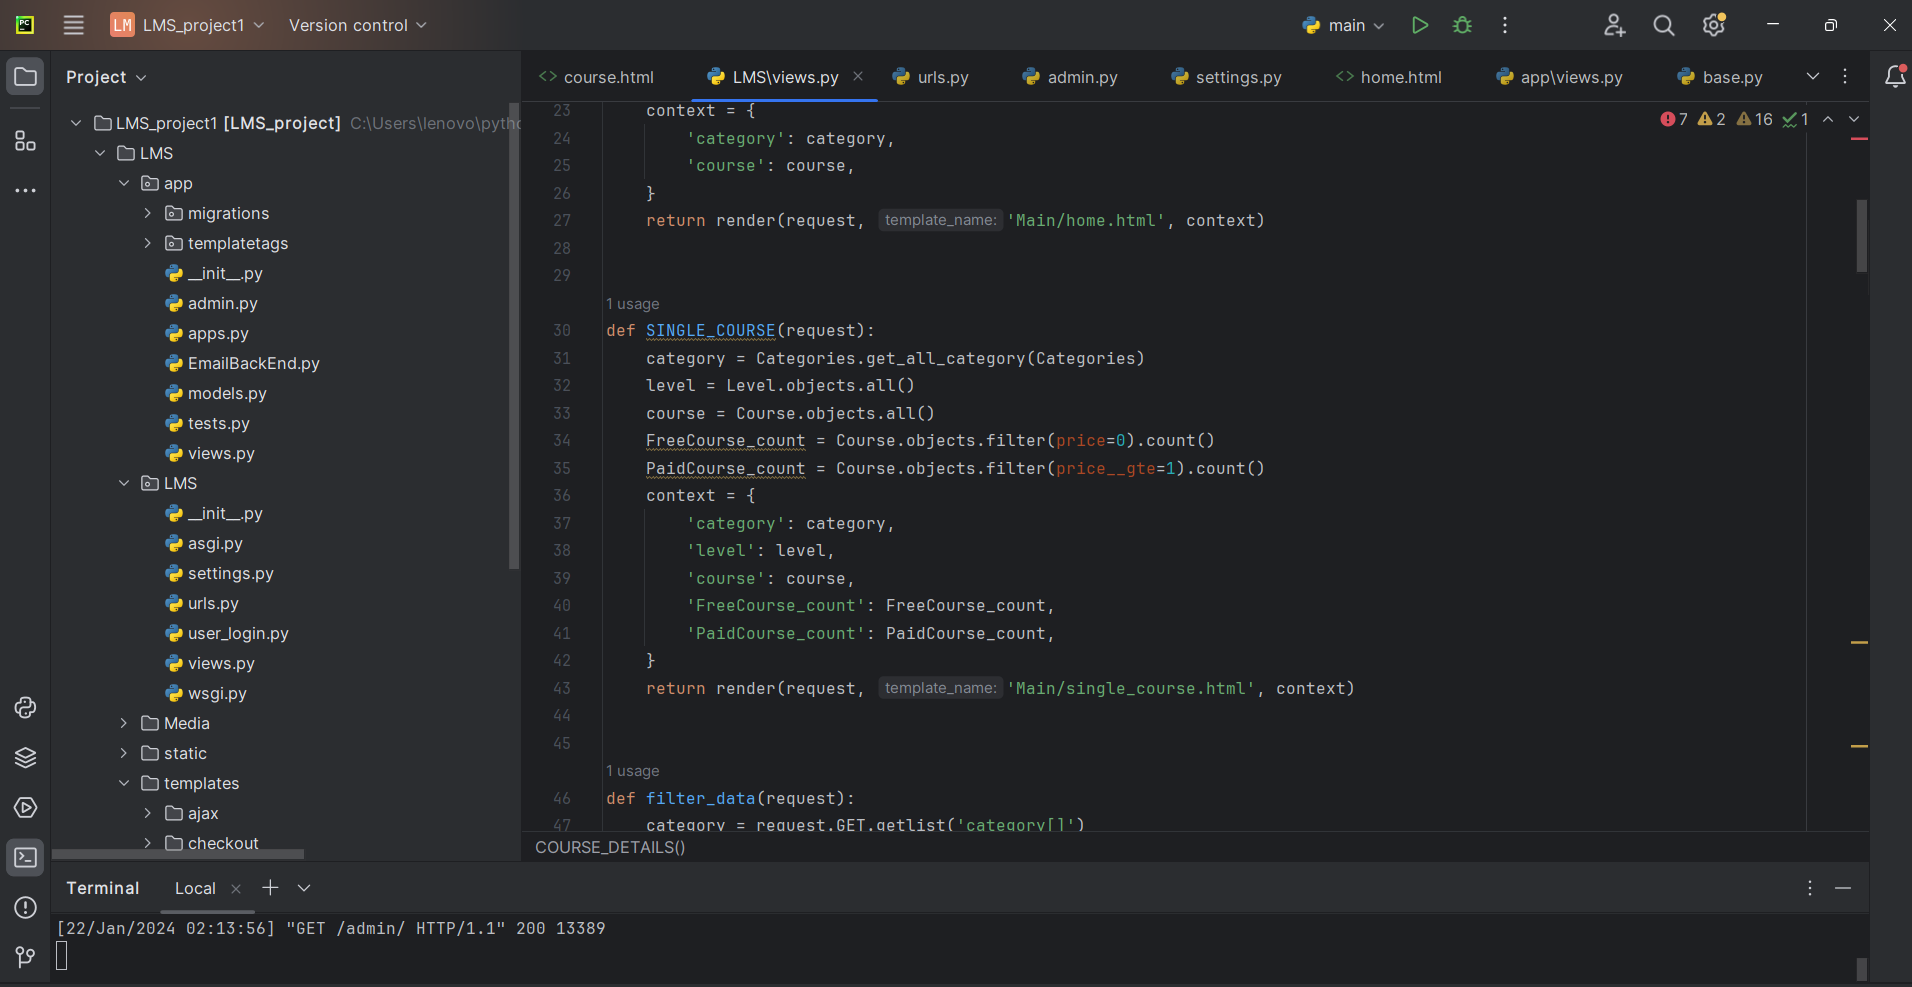 PC LM LMS_project1 Version control main
Project
LMS_project1 [LMS_project] C:\Users\lenovo\pytho
LMS
app
migrations
templatetags
__init__.py
admin.py
apps.py
EmailBackEnd.py
models.py
tests.py
views.py
LMS
__init__.py
asgi.py
settings.py
urls.py
user_login.py
views.py
wsgi.py
Media
static
templates
ajax
checkout
course.html LMS\views.py urls.py admin.py settings.py home.html app\views.py base.py
7 2 16 1
23 context = {
24 'category': category,
25 'course': course,
26 }
27 return render(request, template_name: 'Main/home.html', context)
28
29
1 usage
30 def SINGLE_COURSE(request):
31 category = Categories.get_all_category(Categories)
32 level = Level.objects.all()
33 course = Course.objects.all()
34 FreeCourse_count = Course.objects.filter(price=0).count()
35 PaidCourse_count = Course.objects.filter(price__gte=1).count()
36 context = {
37 'category': category,
38 'level': level,
39 'course': course,
40 'FreeCourse_count': FreeCourse_count,
41 'PaidCourse_count': PaidCourse_count,
42 }
43 return render(request, template_name: 'Main/single_course.html', context)
44
45
1 usage
46 def filter_data(request):
47 category = request.GET.getlist('category[]')
COURSE_DETAILS()
Terminal Local
[22/Jan/2024 02:13:56] "GET /admin/ HTTP/1.1" 200 13389